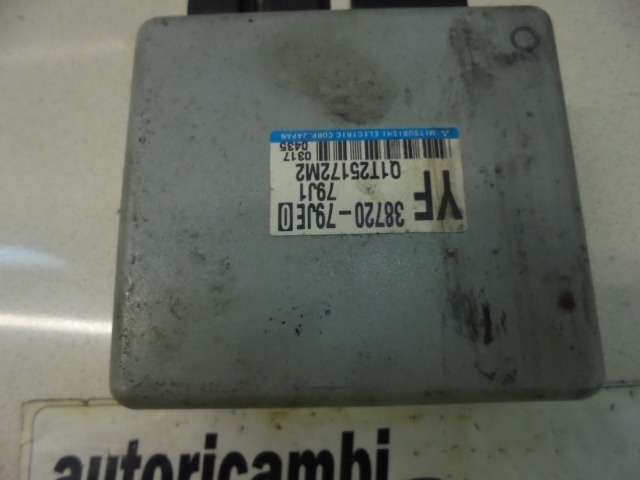 38720-79JE0
YF 79J1
Q1T25172M2
0317 0435
MITSUBISHI ELECTRIC CORP. JAPAN
autoricambi